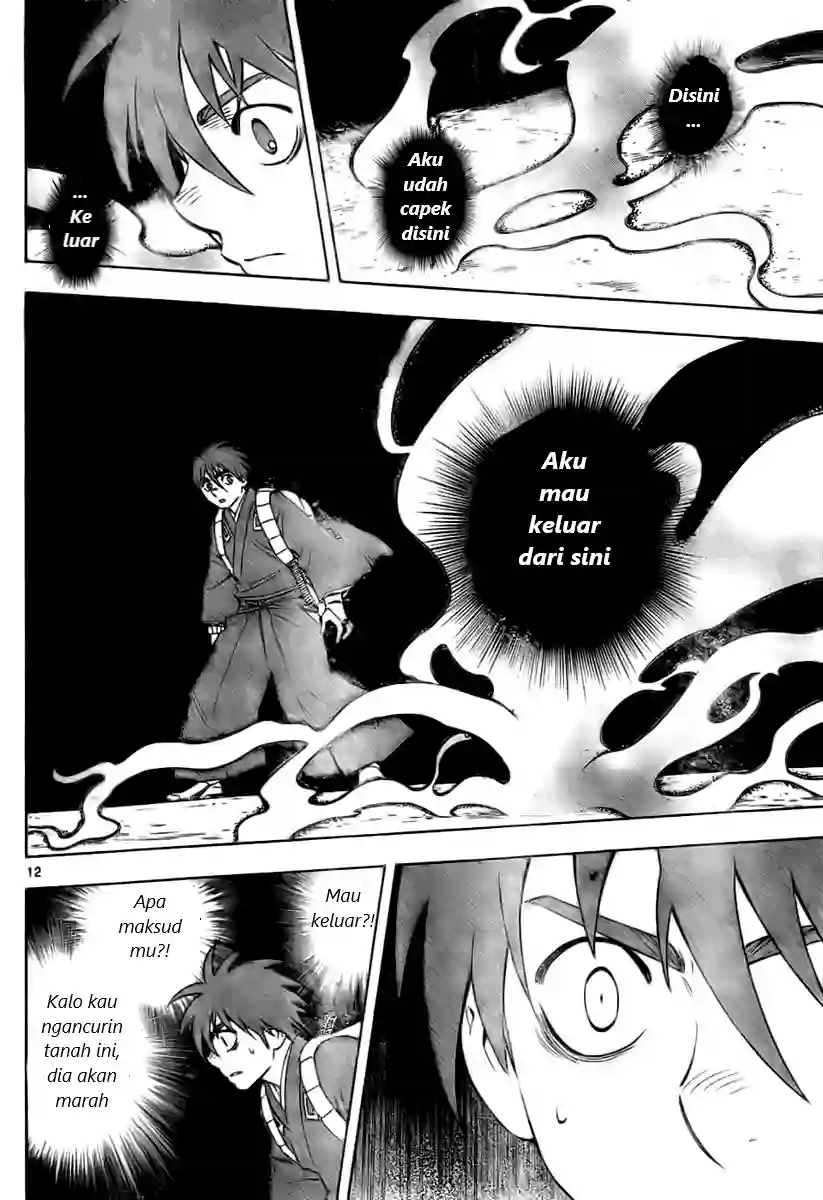 Disini
...
Aku
udah
capek
disini
...
Ke
luar
Aku
mau
keluar
dari sini
12
Mau
keluar?!
Apa
maksud
mu?!
Kalo kau
ngancurin
tanah ini,
dia akan
marah